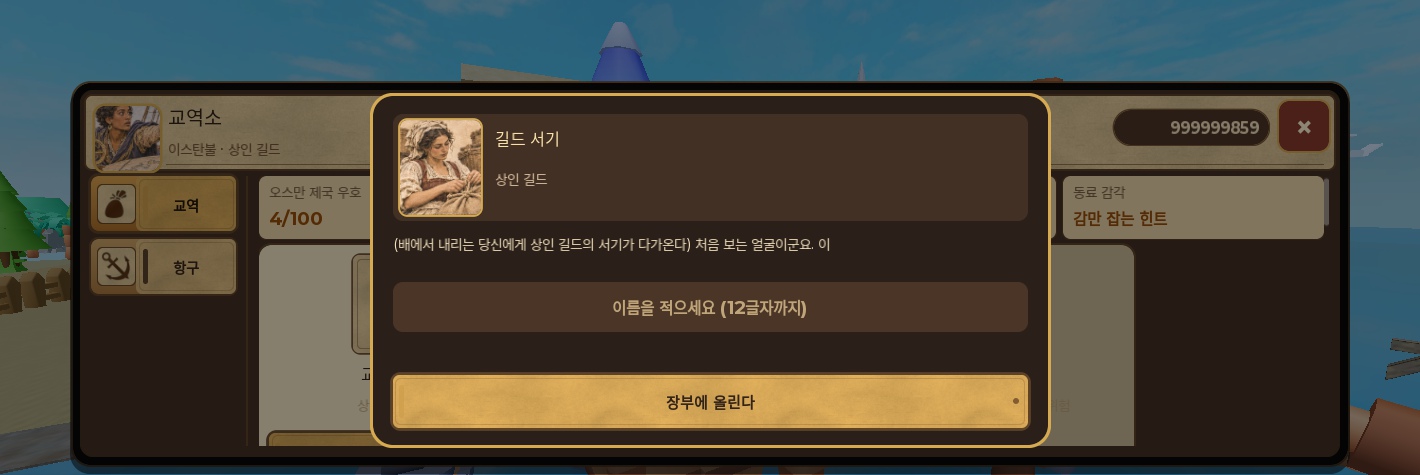 교역소
이스탄불 · 상인 길드
999999859
교역
항구
오스만 제국 우호
4/100
동료 감각
감만 잡는 힌트
길드 서기
상인 길드
(배에서 내리는 당신에게 상인 길드의 서기가 다가온다) 처음 보는 얼굴이군요. 이
이름을 적으세요 (12글자까지)
장부에 올린다